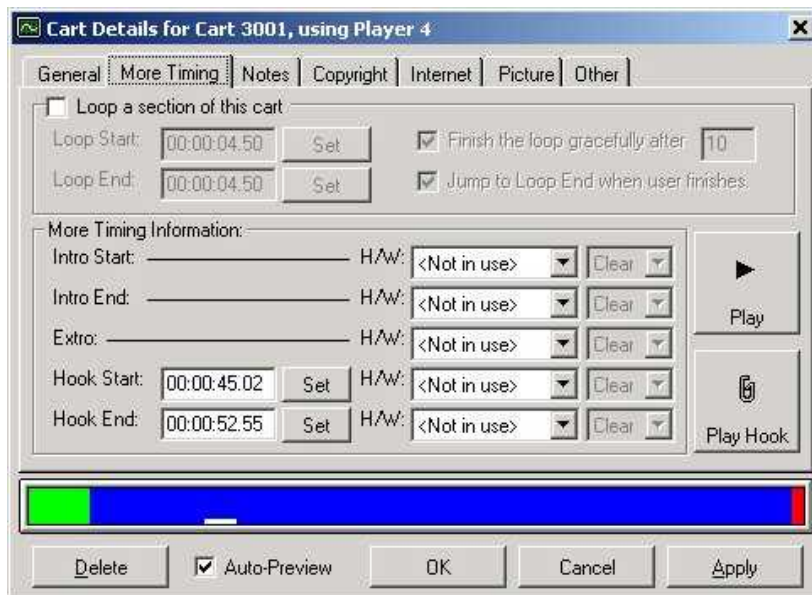 Cart Details for Cart 3001, using Player 4
General More Timing Notes Copyright Internet Picture Other
Loop a section of this cart
Loop Start: 00:00:04.50 Set Finish the loop gracefully after 10
Loop End: 00:00:04.50 Set Jump to Loop End when user finishes.
More Timing Information:
Intro Start: H/W: <Not in use> Clear
Intro End: H/W: <Not in use> Clear
Play
Extro: H/W: <Not in use> Clear
Hook Start: 00:00:45.02 Set H/W: <Not in use> Clear
Hook End: 00:00:52.55 Set H/W: <Not in use> Clear
Play Hook
Delete Auto-Preview OK Cancel Apply